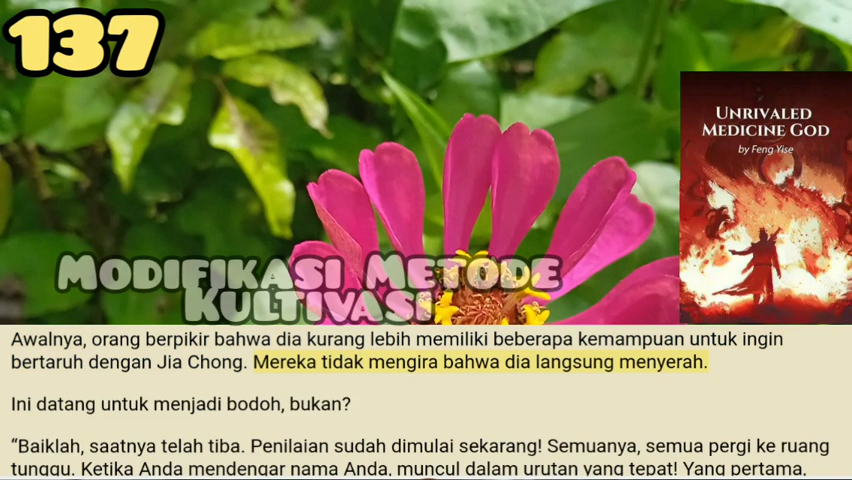 137
UNRIVALED
MEDICINE GOD
by Feng Yise
MODIFIKASI METODE
KULTIVASI
Awalnya, orang berpikir bahwa dia kurang lebih memiliki beberapa kemampuan untuk ingin
bertaruh dengan Jia Chong. Mereka tidak mengira bahwa dia langsung menyerah.
Ini datang untuk menjadi bodoh, bukan?
“Baiklah, saatnya telah tiba. Penilaian sudah dimulai sekarang! Semuanya, semua pergi ke ruang
tunggu. Ketika Anda mendengar nama Anda, muncul dalam urutan yang tepat! Yang pertama,